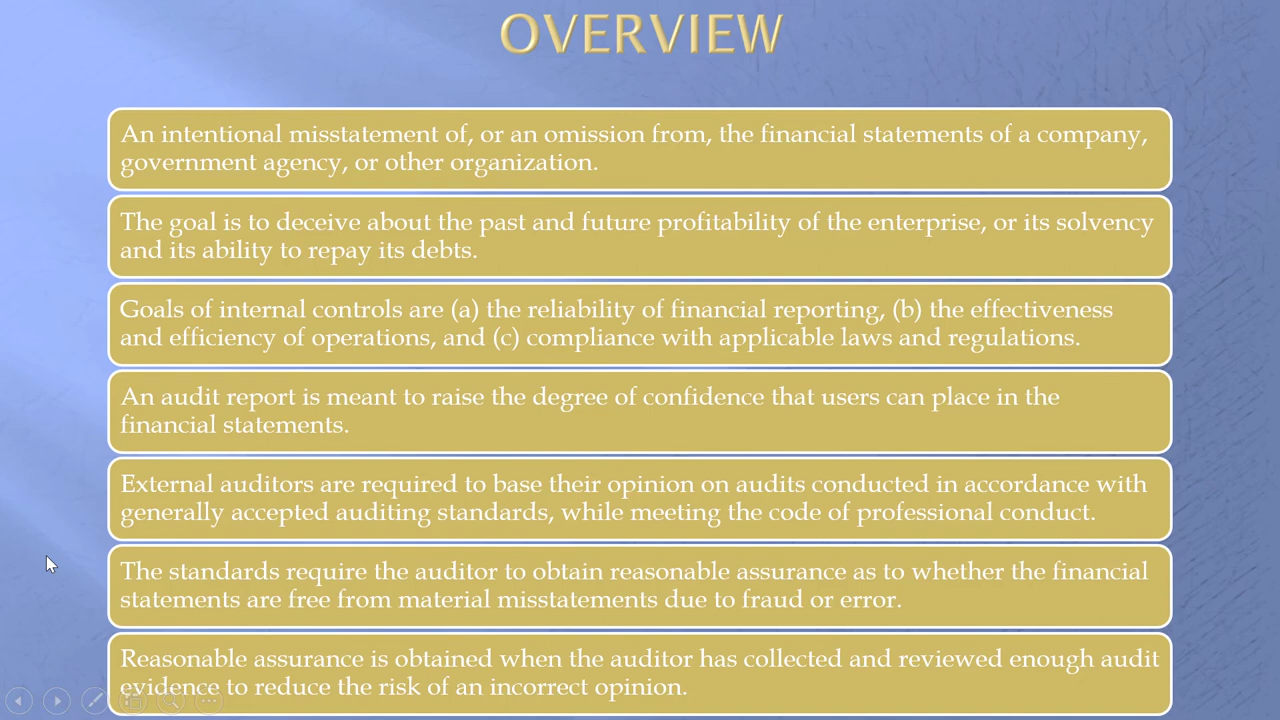 OVERVIEW
An intentional misstatement of, or an omission from, the financial statements of a company,
government agency, or other organization.
The goal is to deceive about the past and future profitability of the enterprise, or its solvency
and its ability to repay its debts.
Goals of internal controls are (a) the reliability of financial reporting, (b) the effectiveness
and efficiency of operations, and (c) compliance with applicable laws and regulations.
An audit report is meant to raise the degree of confidence that users can place in the
financial statements.
External auditors are required to base their opinion on audits conducted in accordance with
generally accepted auditing standards, while meeting the code of professional conduct.
The standards require the auditor to obtain reasonable assurance as to whether the financial
statements are free from material misstatements due to fraud or error.
Reasonable assurance is obtained when the auditor has collected and reviewed enough audit
evidence to reduce the risk of an incorrect opinion.